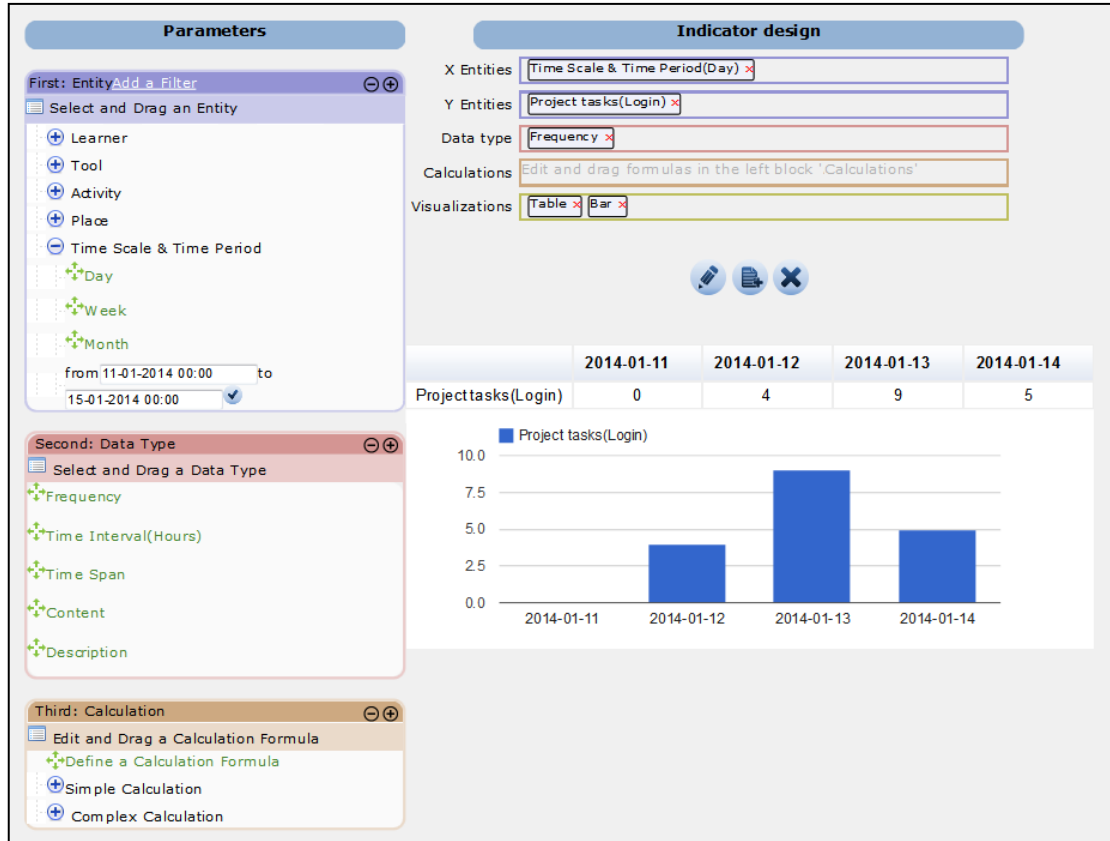 Parameters
First: EntityAdd a Filter
Select and Drag an Entity
Learner
Tool
Activity
Place
Time Scale & Time Period
Day
Week
Month
from 11-01-2014 00:00 to
15-01-2014 00:00
Second: Data Type
Select and Drag a Data Type
Frequency
Time Interval(Hours)
Time Span
Content
Description
Third: Calculation
Edit and Drag a Calculation Formula
Define a Calculation Formula
Simple Calculation
Complex Calculation
Indicator design
X Entities Time Scale & Time Period(Day) x
Y Entities Project tasks(Login) x
Data type Frequency x
Calculations Edit and drag formulas in the left block '.Calculations'
Visualizations Table x Bar x
2014-01-11 2014-01-12 2014-01-13 2014-01-14
Project tasks(Login) 0 4 9 5
Project tasks(Login)
10.0
7.5
5.0
2.5
0.0
2014-01-11 2014-01-12 2014-01-13 2014-01-14